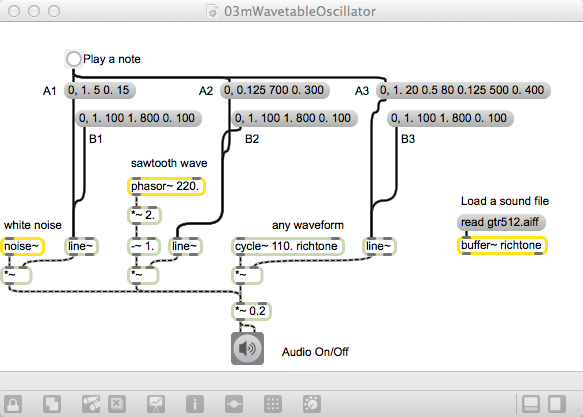 03mWavetableOscillator
Play a note
A1 0, 1. 5 0. 15 A2 0, 0.125 700 0. 300 A3 0, 1. 20 0.5 80 0.125 500 0. 400
0, 1. 100 1. 800 0. 100 0, 1. 100 1. 800 0. 100 0, 1. 100 1. 800 0. 100
B1 B2 B3
sawtooth wave
phasor~ 220.
Load a sound file
*~ 2.
white noise any waveform read gtr512.aiff
noise~ line~ -~ 1. line~ cycle~ 110. richtone line~ buffer~ richtone
*~ *~ *~
*~ 0.2
Audio On/Off